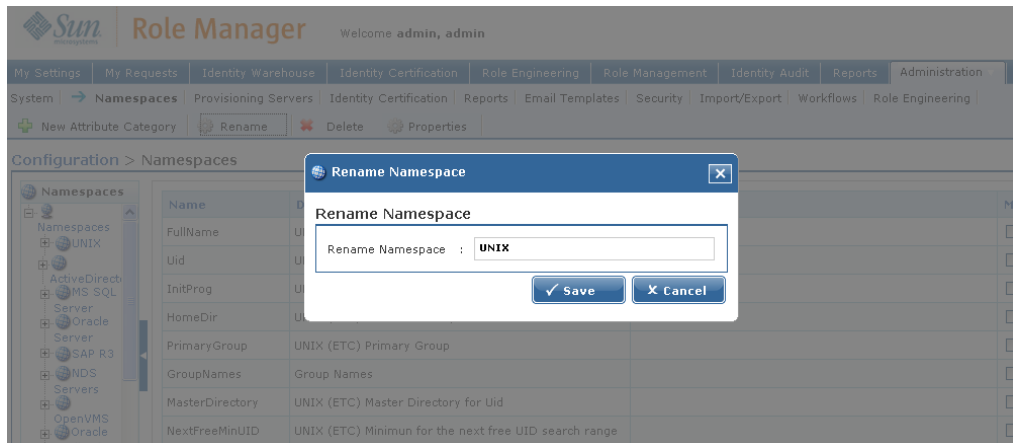 Sun
microsystems
Role Manager
Welcome admin, admin
My Settings My Requests Identity Warehouse Identity Certification Role Engineering Role Management Identity Audit Reports Administration
System Namespaces Provisioning Servers Identity Certification Reports Email Templates Security Import/Export Workflows Role Engineering
New Attribute Category Rename Delete Properties
Configuration > Namespaces
Namespaces
Namespaces
UNIX
ActiveDirecto
MS SQL
Server
Oracle
Server
SAP R3
NDS
Servers
OpenVMS
Oracle
Name D M
FullName U
Uid U
InitProg U
HomeDir U
PrimaryGroup UNIX (ETC) Primary Group
GroupNames Group Names
MasterDirectory UNIX (ETC) Master Directory for Uid
NextFreeMinUID UNIX (ETC) Minimun for the next free UID search range
Rename Namespace
X
Rename Namespace
Rename Namespace : UNIX
✓ Save X Cancel